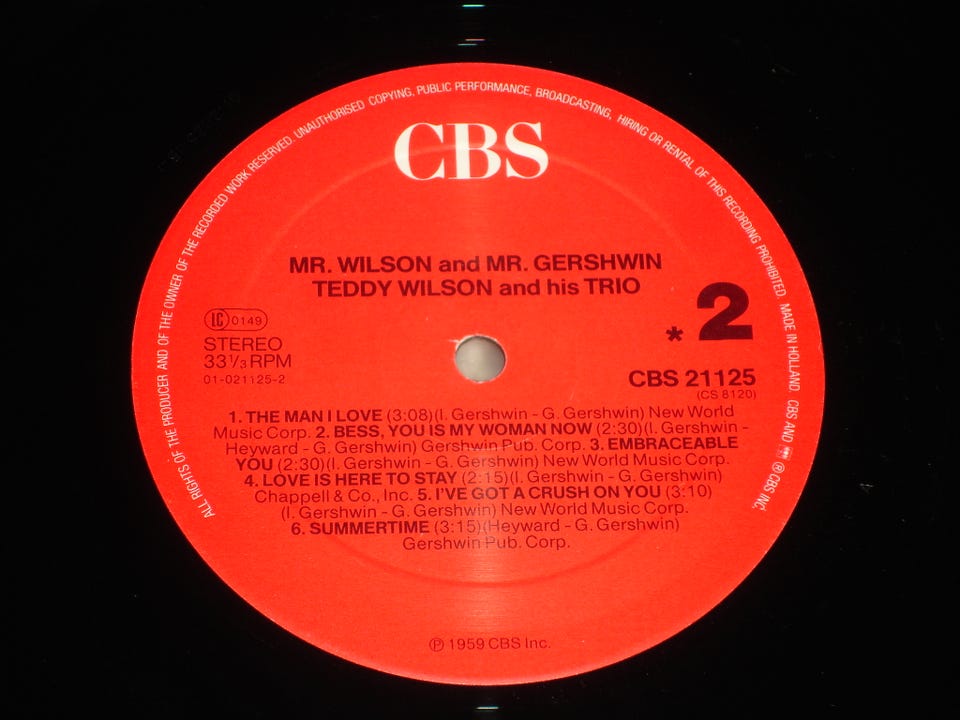 ALL RIGHTS OF THE PRODUCER AND OF THE OWNER OF THE RECORDED WORK RESERVED. UNAUTHORISED COPYING, PUBLIC PERFORMANCE, BROADCASTING, HIRING OR RENTAL OF THIS RECORDING PROHIBITED. MADE IN HOLLAND. CBS AND ℗ CBS INC.
CBS
MR. WILSON and MR. GERSHWIN
TEDDY WILSON and his TRIO
* 2
LC 0149
STEREO
33⅓ RPM
01-021125-2
CBS 21125
(CS 8120)
1. THE MAN I LOVE (3:08)(I. Gershwin - G. Gershwin) New World
Music Corp. 2. BESS, YOU IS MY WOMAN NOW (2:30)(I. Gershwin -
Heyward - G. Gershwin) Gershwin Pub. Corp. 3. EMBRACEABLE
YOU (2:30)(I. Gershwin - G. Gershwin) New World Music Corp.
4. LOVE IS HERE TO STAY (2:15)(I. Gershwin - G. Gershwin)
Chappell & Co., Inc. 5. I'VE GOT A CRUSH ON YOU (3:10)
(I. Gershwin - G. Gershwin) New World Music Corp.
6. SUMMERTIME (3:15)(Heyward - G. Gershwin)
Gershwin Pub. Corp.
℗ 1959 CBS Inc.